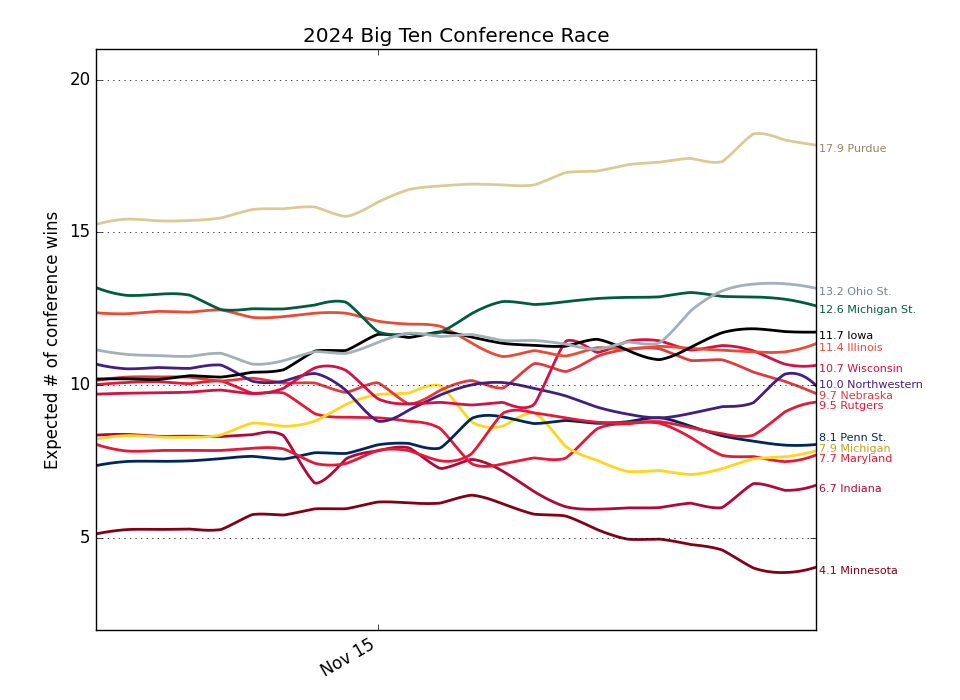 2024 Big Ten Conference Race
Expected # of conference wins
20
15
10
5
Nov 15
17.9 Purdue
13.2 Ohio St.
12.6 Michigan St.
11.7 Iowa
11.4 Illinois
10.7 Wisconsin
10.0 Northwestern
9.7 Nebraska
9.5 Rutgers
8.1 Penn St.
7.9 Michigan
7.7 Maryland
6.7 Indiana
4.1 Minnesota